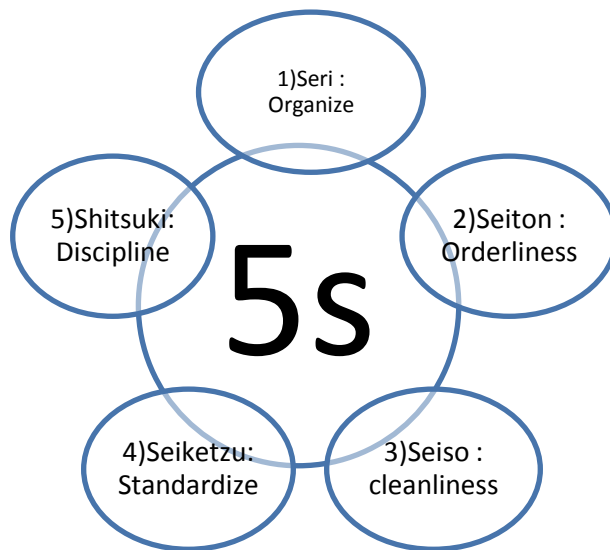 1)Seri :
Organize
2)Seiton :
Orderliness
3)Seiso :
cleanliness
4)Seiketzu:
Standardize
5)Shitsuki:
Discipline
5s